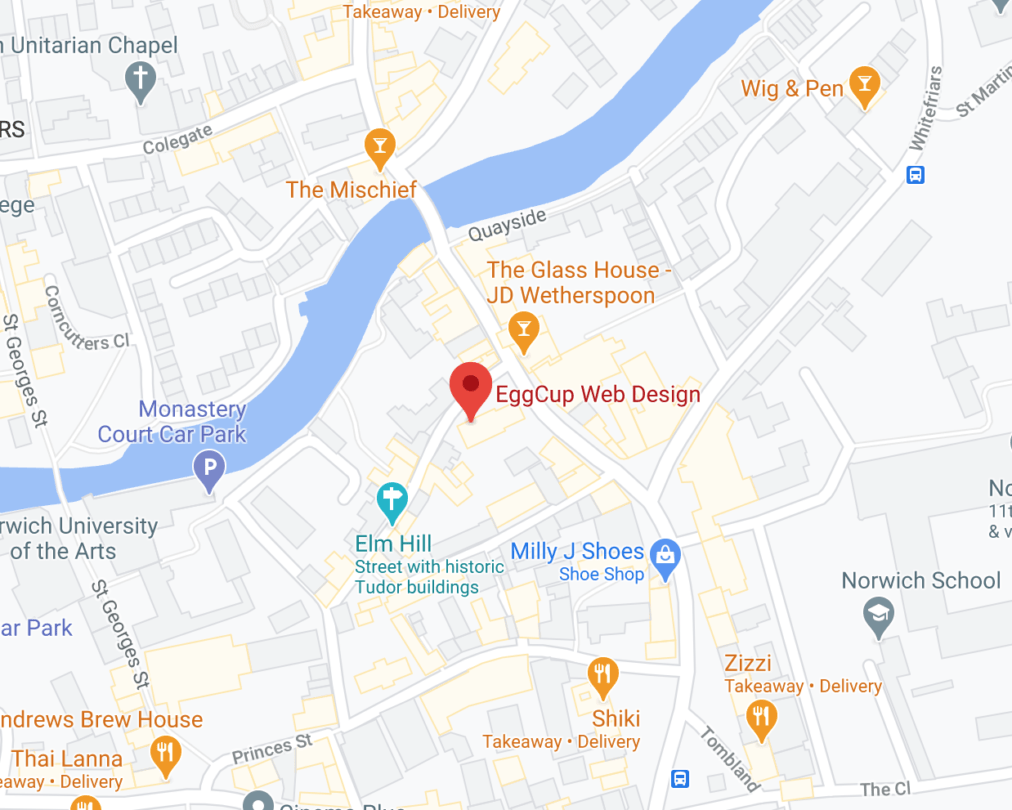 Takeaway • Delivery
n Unitarian Chapel
Wig & Pen
Whitefriars
St Martin
RS
Colegate
The Mischief
ege
Quayside
The Glass House -
JD Wetherspoon
Corncutters Cl
St Georges St
EggCup Web Design
Monastery
Court Car Park
P
rwich University
of the Arts
Elm Hill
Street with historic
Tudor buildings
Milly J Shoes
Shoe Shop
No
11t
& v
Norwich School
St Georges St
ar Park
Zizzi
Takeaway • Delivery
Shiki
Takeaway • Delivery
ndrews Brew House
Thai Lanna
eaway • Delivery
Princes St
Tombland
The Cl